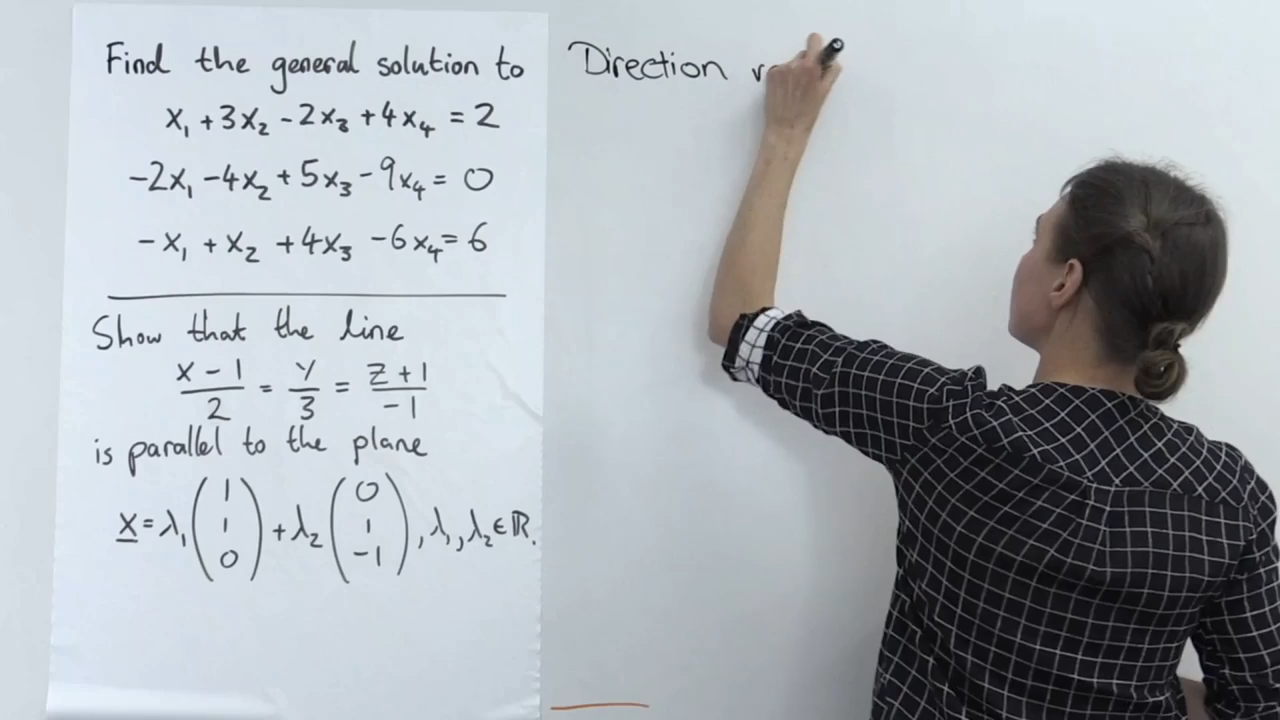 Find the general solution to
x₁ + 3x₂ - 2x₃ + 4x₄ = 2
-2x₁ - 4x₂ + 5x₃ - 9x₄ = 0
-x₁ + x₂ + 4x₃ - 6x₄ = 6
Show that the line
x - 1 / 2 = y / 3 = z + 1 / -1
is parallel to the plane
x = λ₁ (1 1 0) + λ₂ (0 1 -1), λ₁, λ₂ ∈ ℝ.
Direction